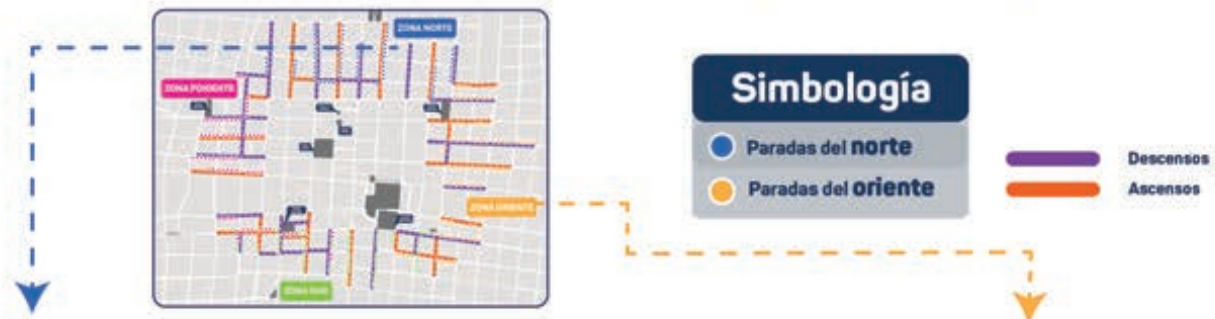 ZONA NORTE
ZONA PONIENTE
ZONA ORIENTE
ZONA SUR
Simbología
Paradas del norte
Paradas del oriente
Descensos
Ascensos